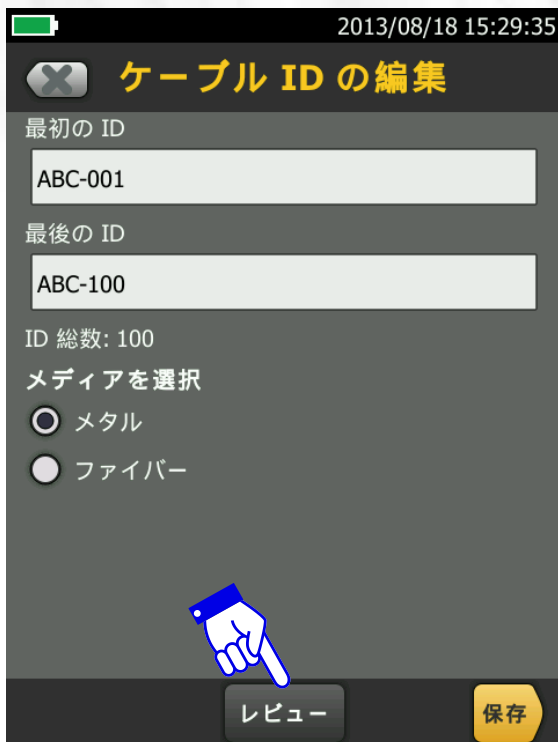 2013/08/18 15:29:35
ケーブル ID の編集
最初の ID
ABC-001
最後の ID
ABC-100
ID 総数: 100
メディアを選択
メタル
ファイバー
レビュー
保存